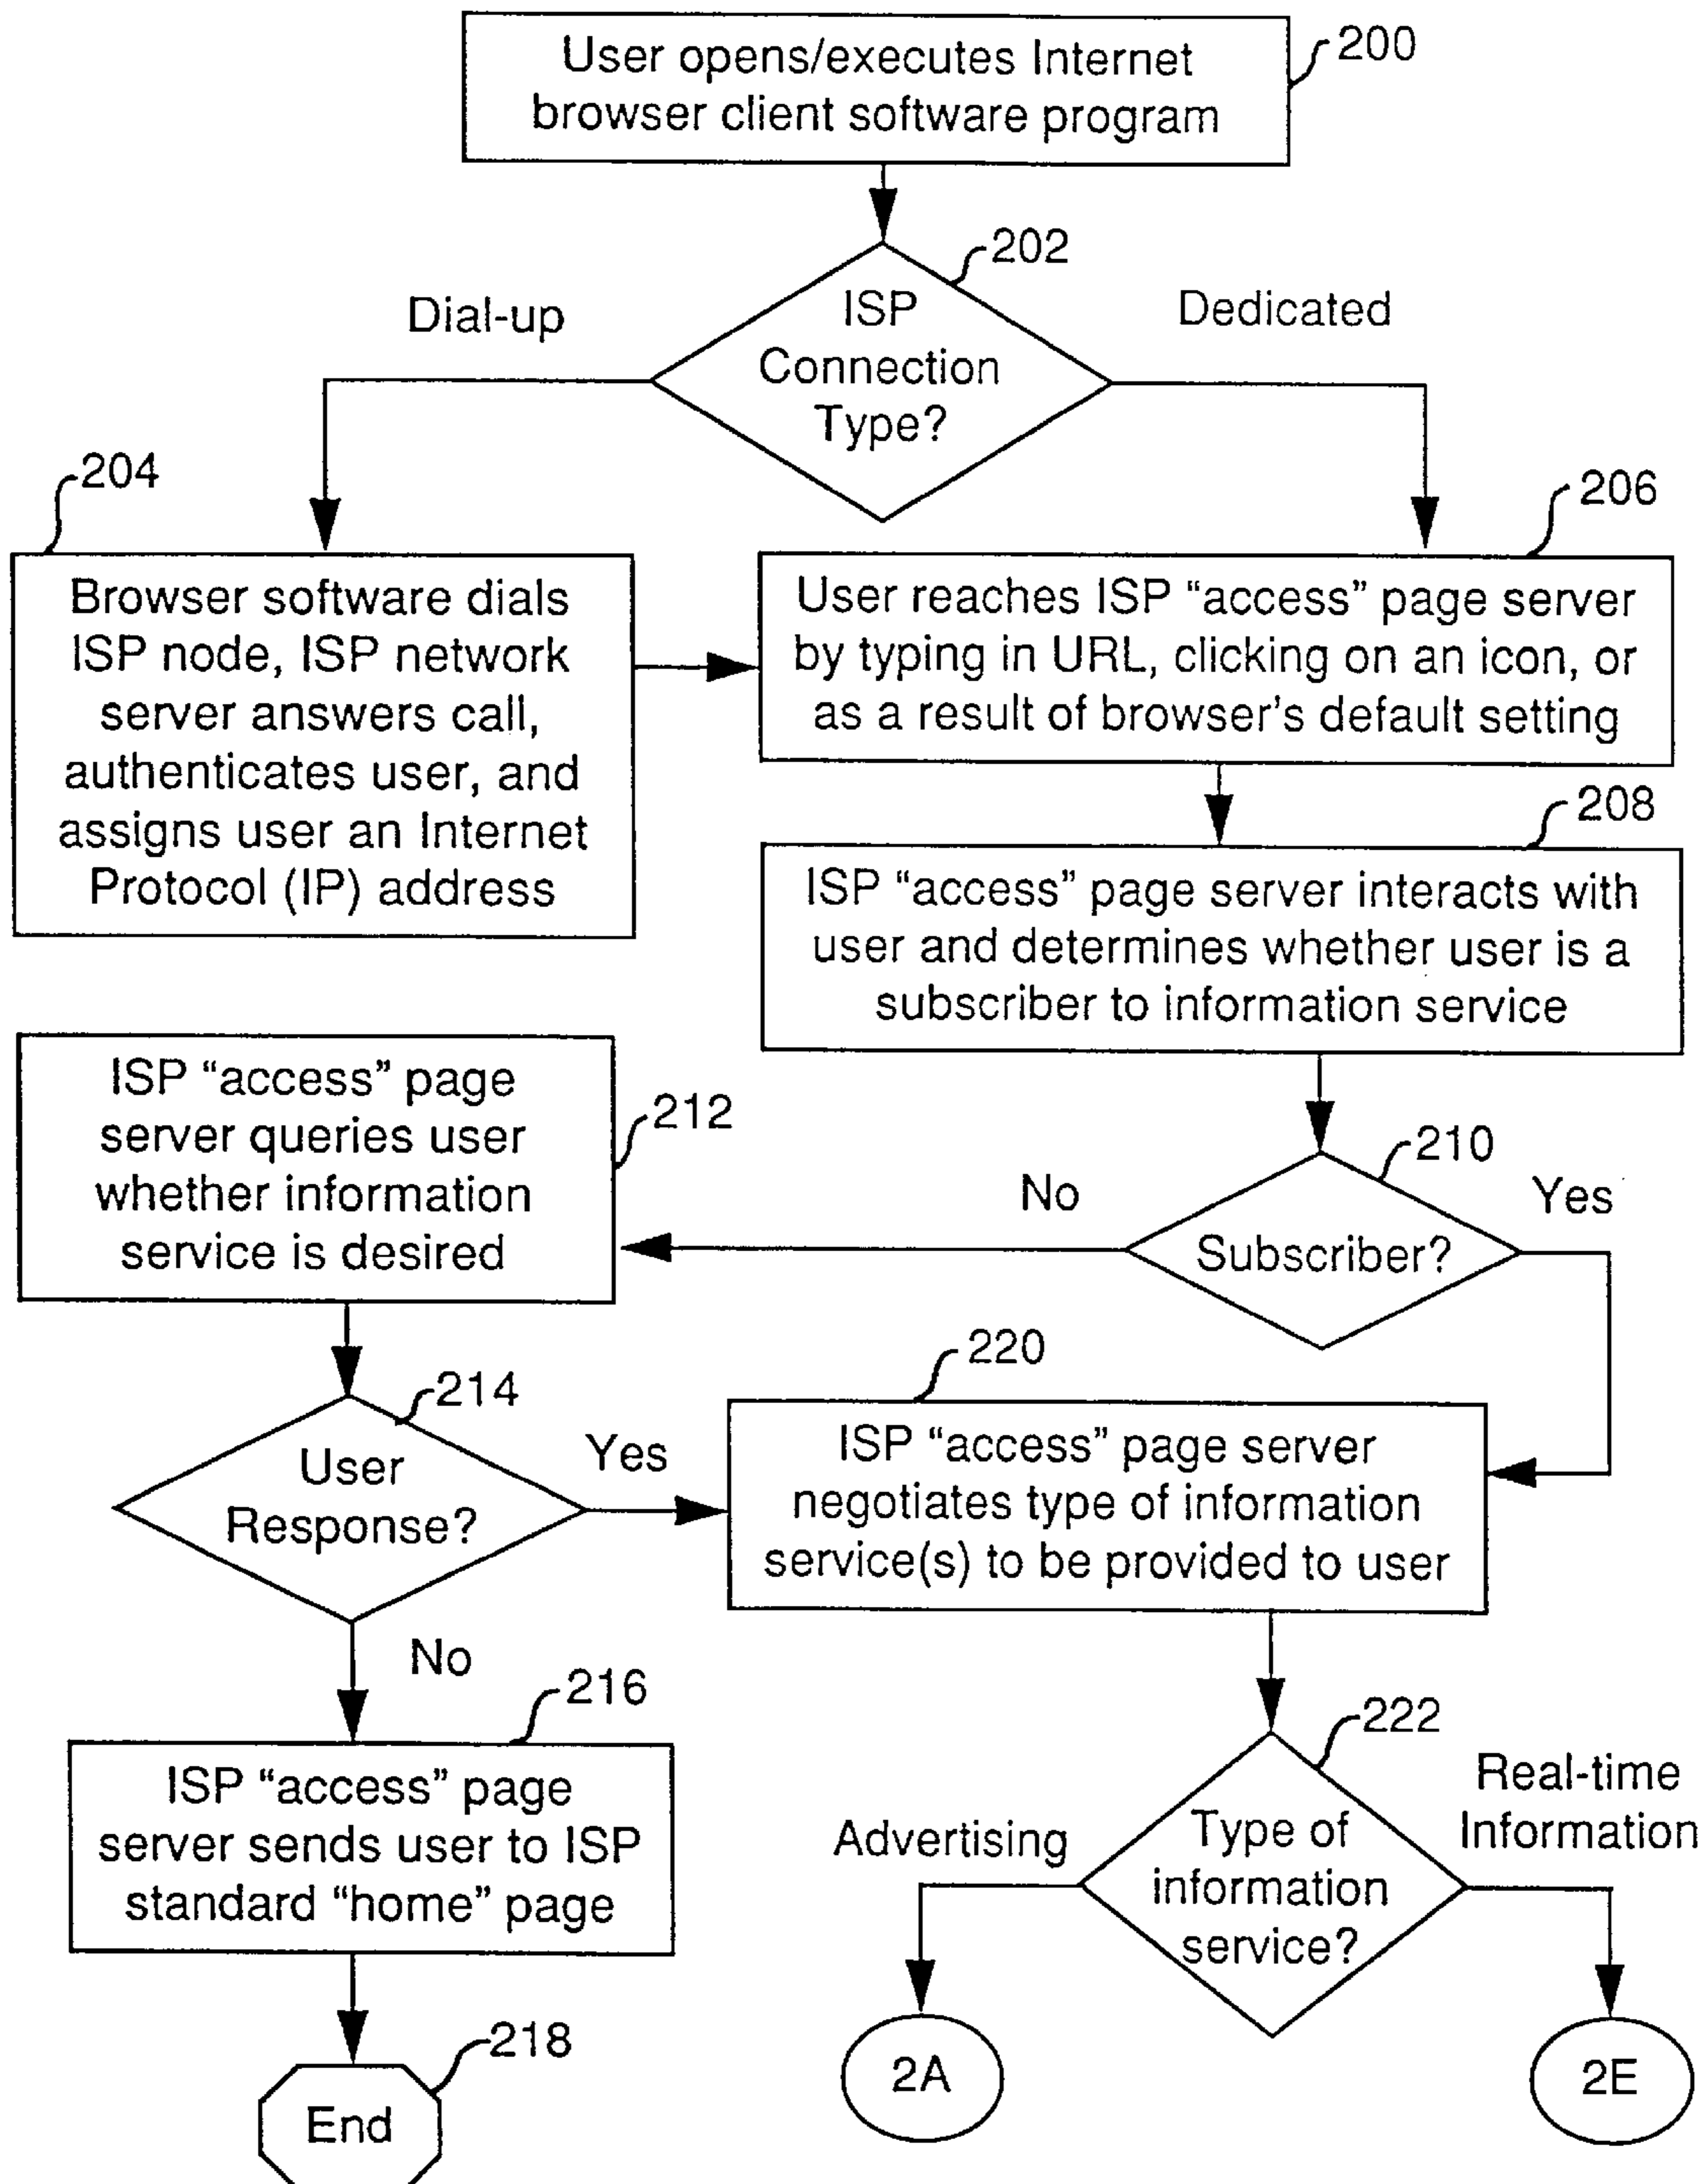 User opens/executes Internet
browser client software program
200
202
ISP
Connection
Type?
Dial-up
Dedicated
204
Browser software dials
ISP node, ISP network
server answers call,
authenticates user, and
assigns user an Internet
Protocol (IP) address
206
User reaches ISP “access” page server
by typing in URL, clicking on an icon, or
as a result of browser’s default setting
208
ISP “access” page server interacts with
user and determines whether user is a
subscriber to information service
210
Subscriber?
No
Yes
212
ISP “access” page
server queries user
whether information
service is desired
214
User
Response?
Yes
No
220
ISP “access” page server
negotiates type of information
service(s) to be provided to user
216
ISP “access” page
server sends user to ISP
standard “home” page
218
End
222
Type of
information
service?
Advertising
Real-time
Information
2A
2E